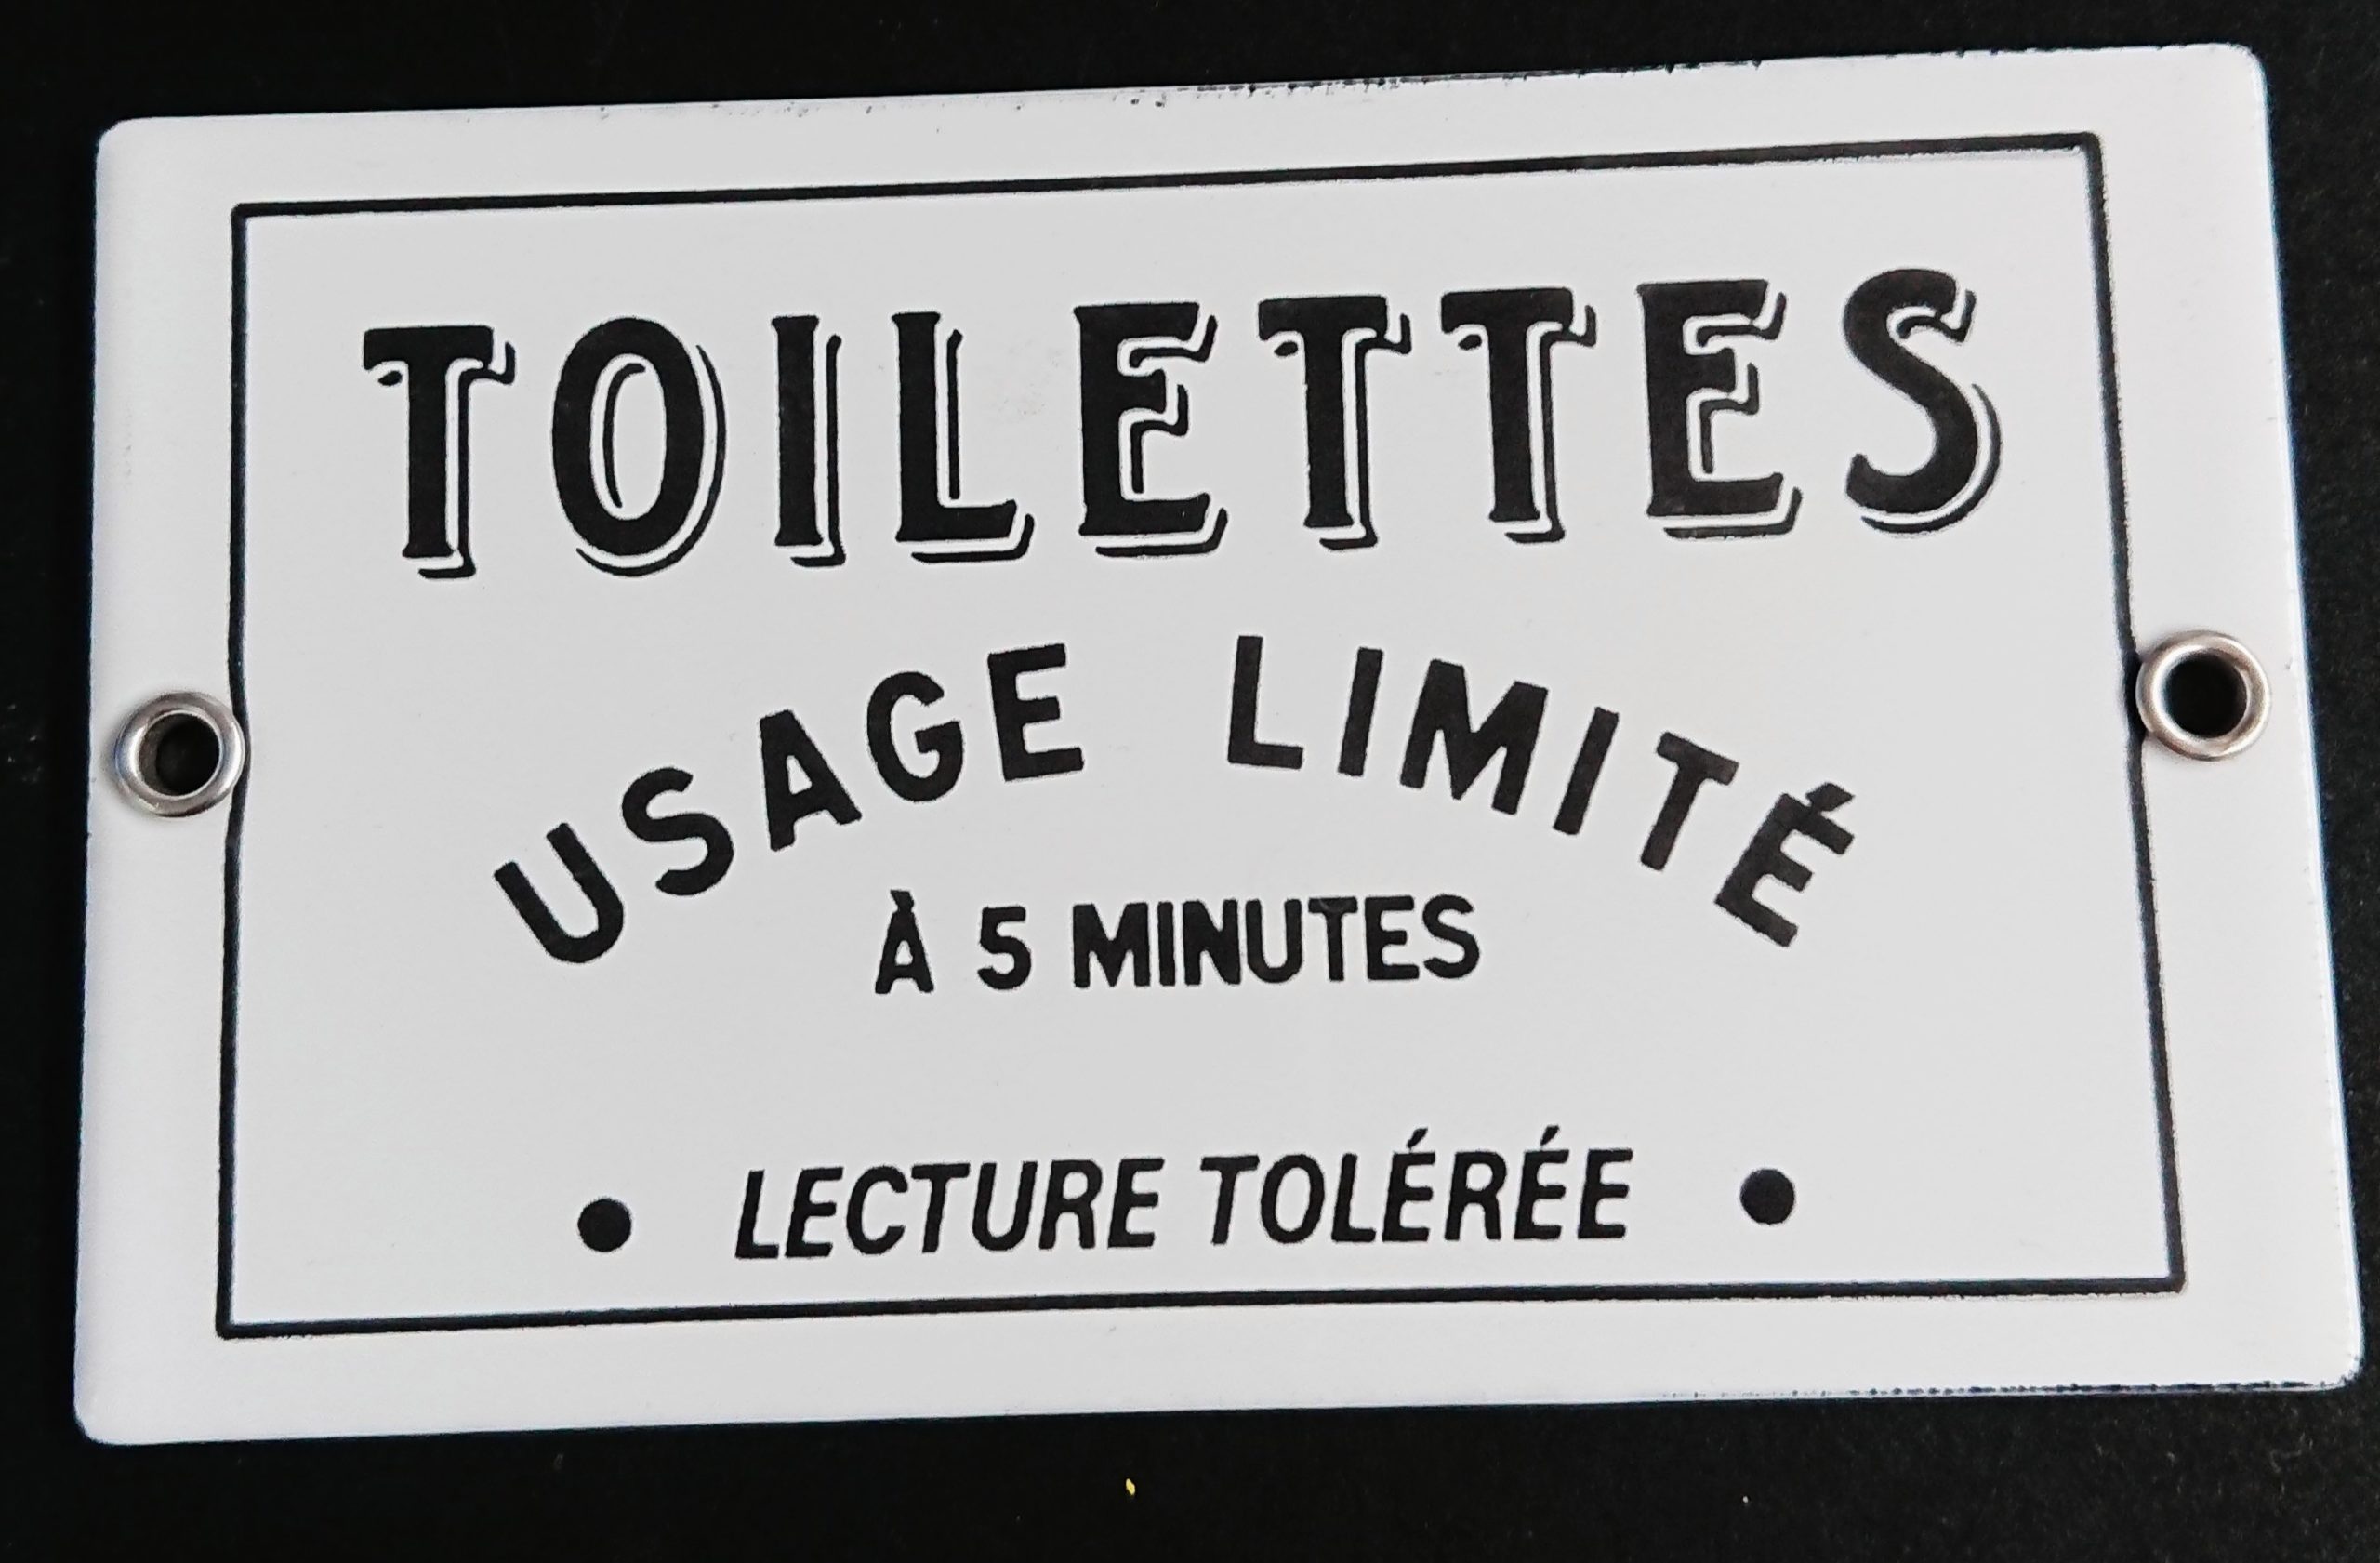 TOILETTES
USAGE LIMITÉ
À 5 MINUTES
• LECTURE TOLÉRÉE •